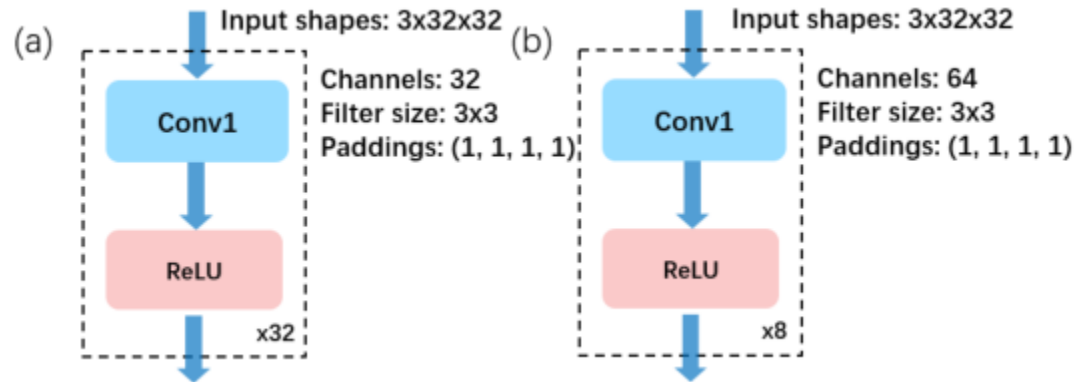 (a)
Input shapes: 3x32x32
Conv1
Channels: 32
Filter size: 3x3
Paddings: (1, 1, 1, 1)
ReLU
x32
(b)
Input shapes: 3x32x32
Conv1
Channels: 64
Filter size: 3x3
Paddings: (1, 1, 1, 1)
ReLU
x8